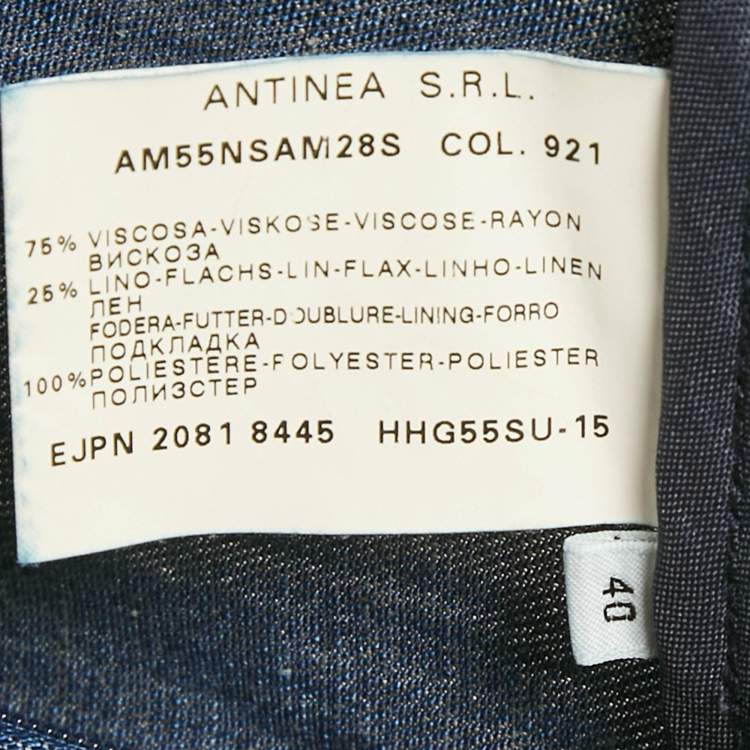 ANTINEA S.R.L.
AM55NSAM28S COL. 921
75% VISCOSA-VISKOSE-VISCOSE-RAYON
ВИСКОЗА
25% LINO-FLACHS-LIN-FLAX-LINHO-LINEN
ЛЕН
FODERA-FUTTER-DOUBLURE-LINING-FORRO
ПОДКЛАДКА
100% POLIESTERE-POLYESTER-POLIESTER
ПОЛИЗСТЕР
EJPN 2081 8445 HHG55SU-15
40